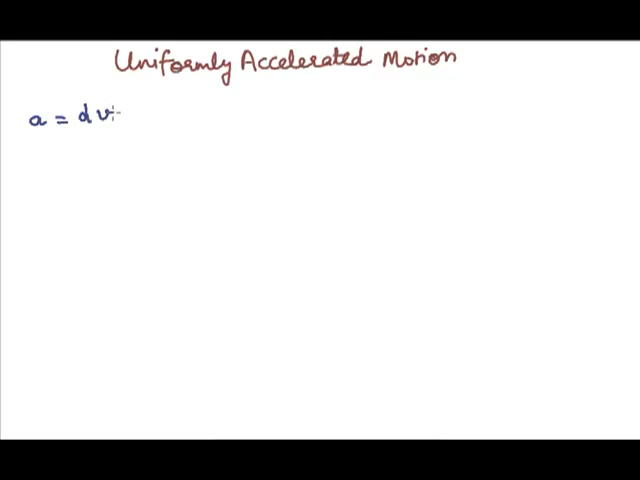 Uniformly Accelerated Motion
a = dv